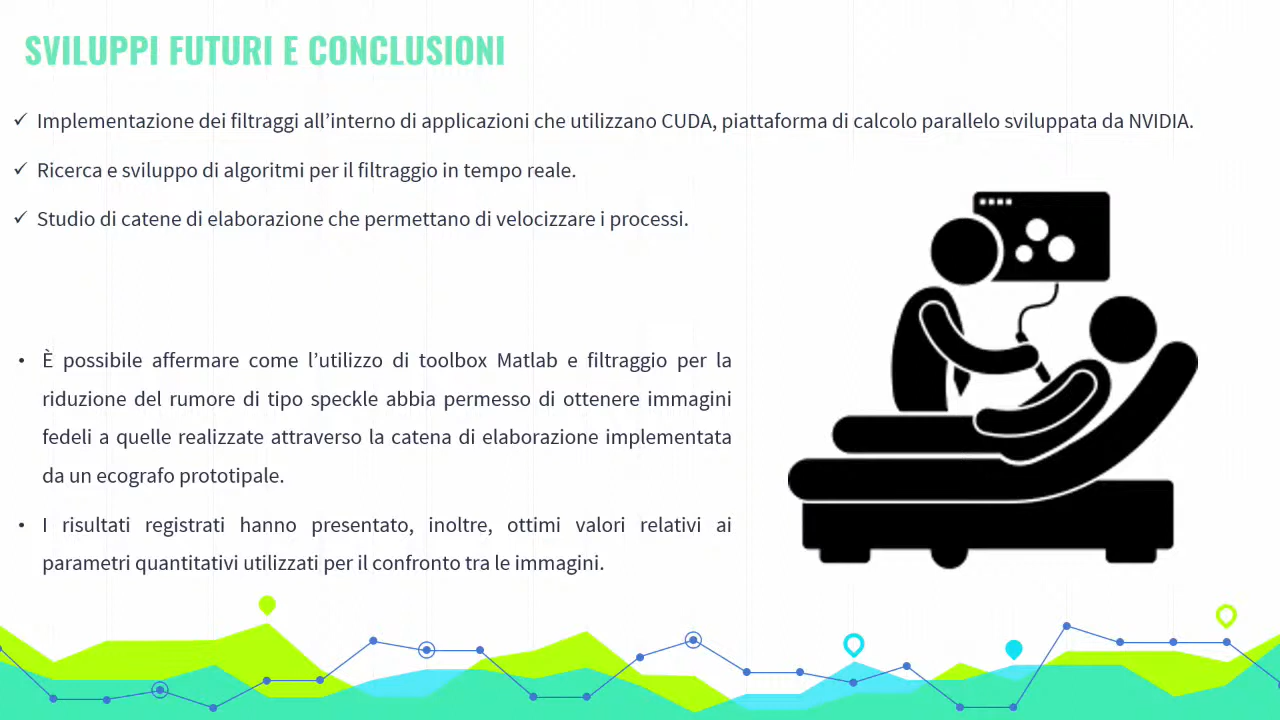 SVILUPPI FUTURI E CONCLUSIONI
✓ Implementazione dei filtraggi all’interno di applicazioni che utilizzano CUDA, piattaforma di calcolo parallelo sviluppata da NVIDIA.
✓ Ricerca e sviluppo di algoritmi per il filtraggio in tempo reale.
✓ Studio di catene di elaborazione che permettano di velocizzare i processi.
• È possibile affermare come l’utilizzo di toolbox Matlab e filtraggio per la
riduzione del rumore di tipo speckle abbia permesso di ottenere immagini
fedeli a quelle realizzate attraverso la catena di elaborazione implementata
da un ecografo prototipale.
• I risultati registrati hanno presentato, inoltre, ottimi valori relativi ai
parametri quantitativi utilizzati per il confronto tra le immagini.